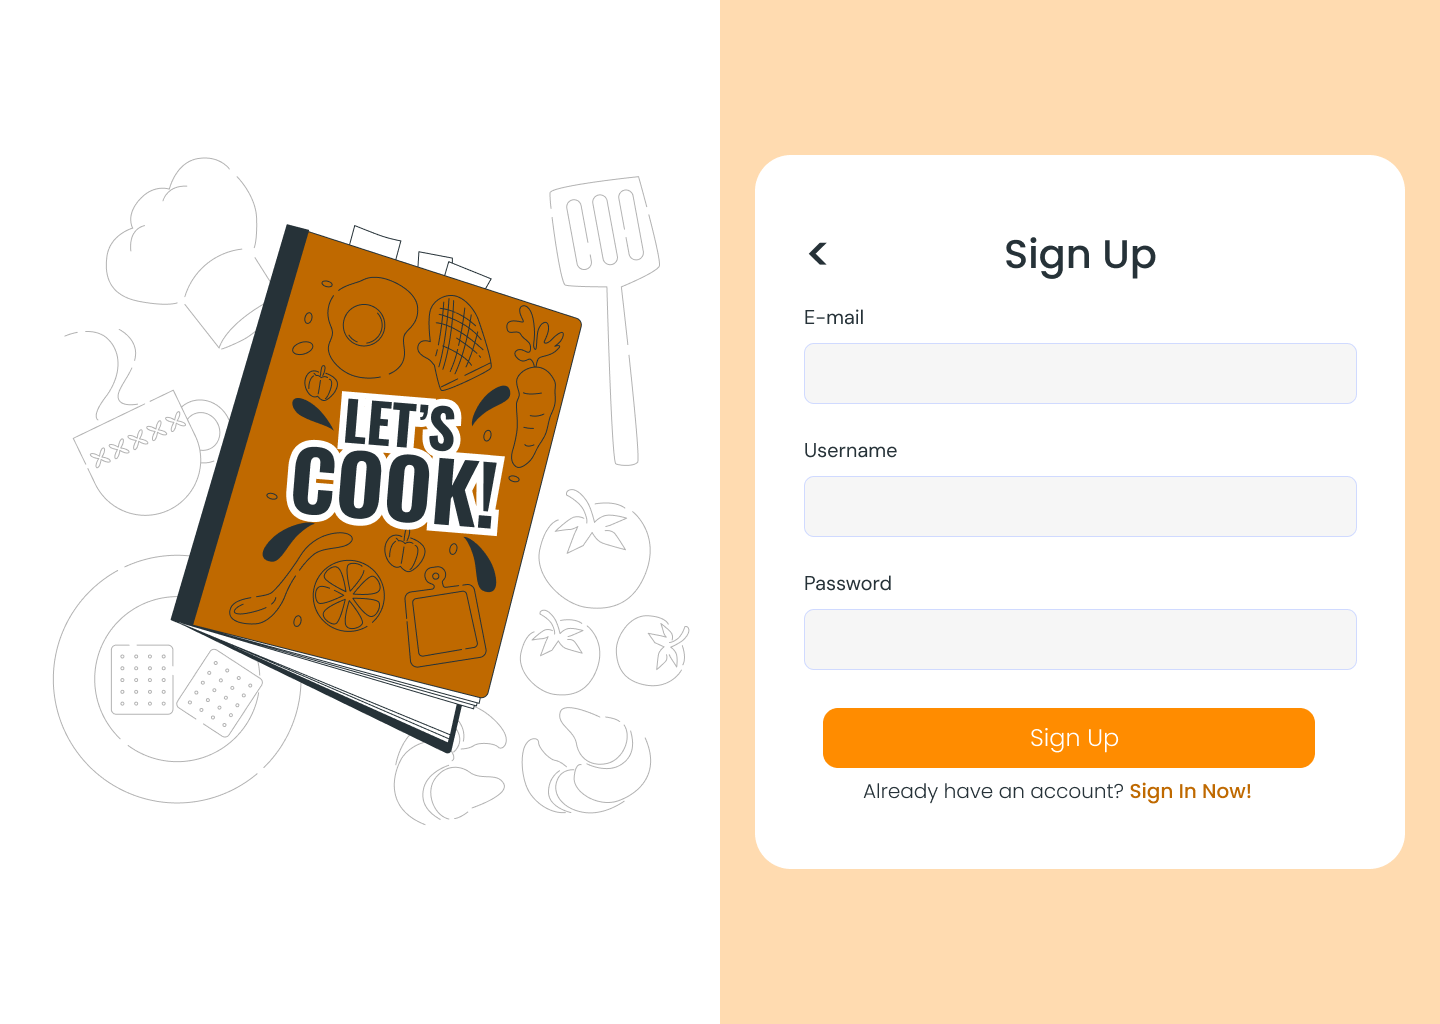 LET'S
COOK!
<
Sign Up
E-mail
Username
Password
Sign Up
Already have an account? Sign In Now!